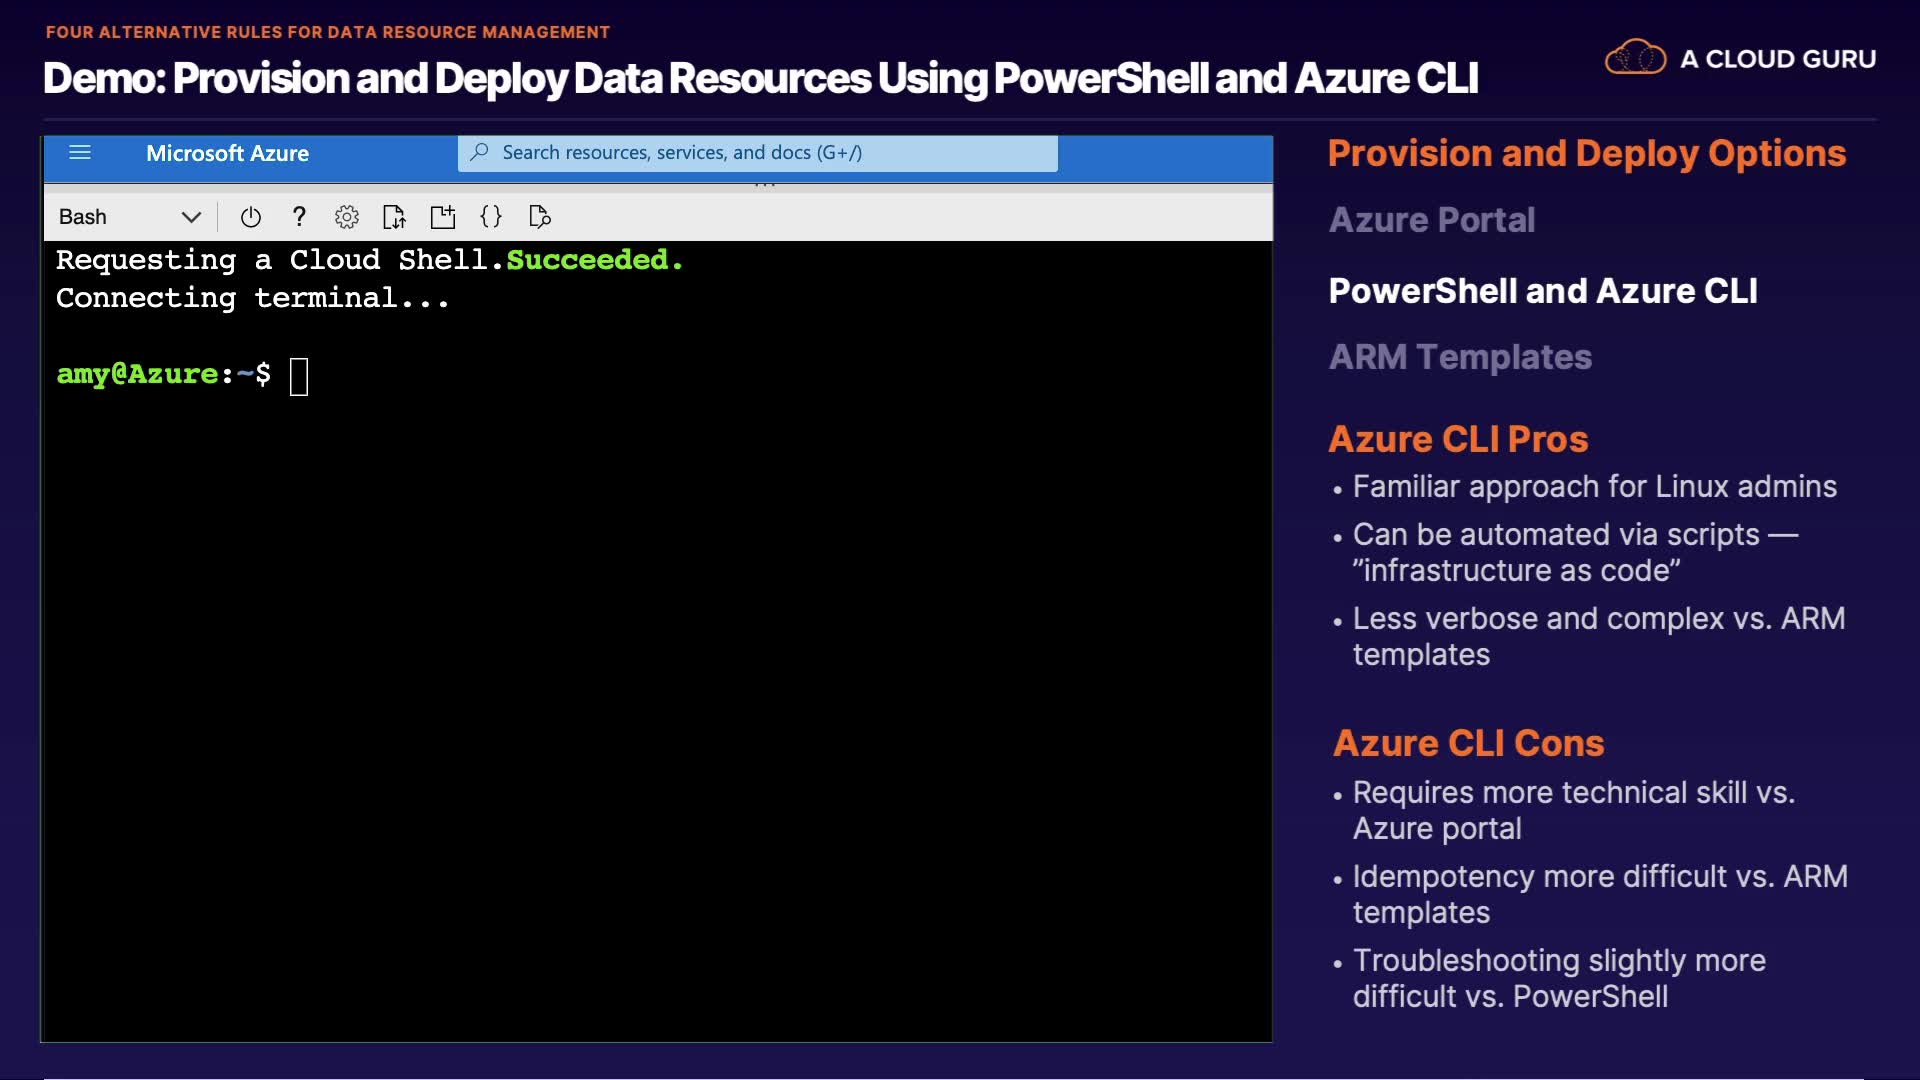 FOUR ALTERNATIVE RULES FOR DATA RESOURCE MANAGEMENT
Demo: Provision and Deploy Data Resources Using PowerShell and Azure CLI
A CLOUD GURU
Microsoft Azure
Search resources, services, and docs (G+/)
Bash
Requesting a Cloud Shell.Succeeded.
Connecting terminal...
amy@Azure:~$
Provision and Deploy Options
Azure Portal
PowerShell and Azure CLI
ARM Templates
Azure CLI Pros
• Familiar approach for Linux admins
• Can be automated via scripts —
”infrastructure as code”
• Less verbose and complex vs. ARM
templates
Azure CLI Cons
• Requires more technical skill vs.
Azure portal
• Idempotency more difficult vs. ARM
templates
• Troubleshooting slightly more
difficult vs. PowerShell